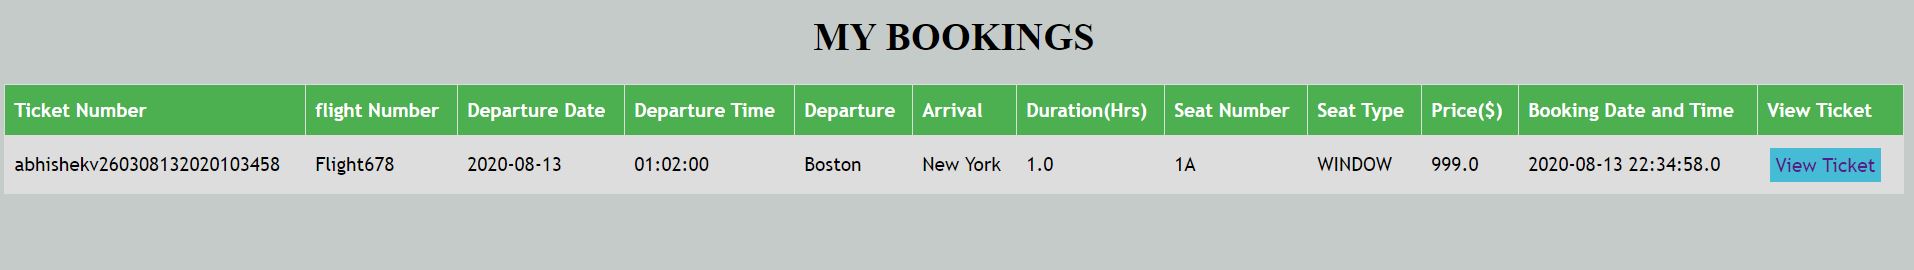 MY BOOKINGS
Ticket Number flight Number Departure Date Departure Time Departure Arrival Duration(Hrs) Seat Number Seat Type Price($) Booking Date and Time View Ticket
abhishekv260308132020103458 Flight678 2020-08-13 01:02:00 Boston New York 1.0 1A WINDOW 999.0 2020-08-13 22:34:58.0 View Ticket